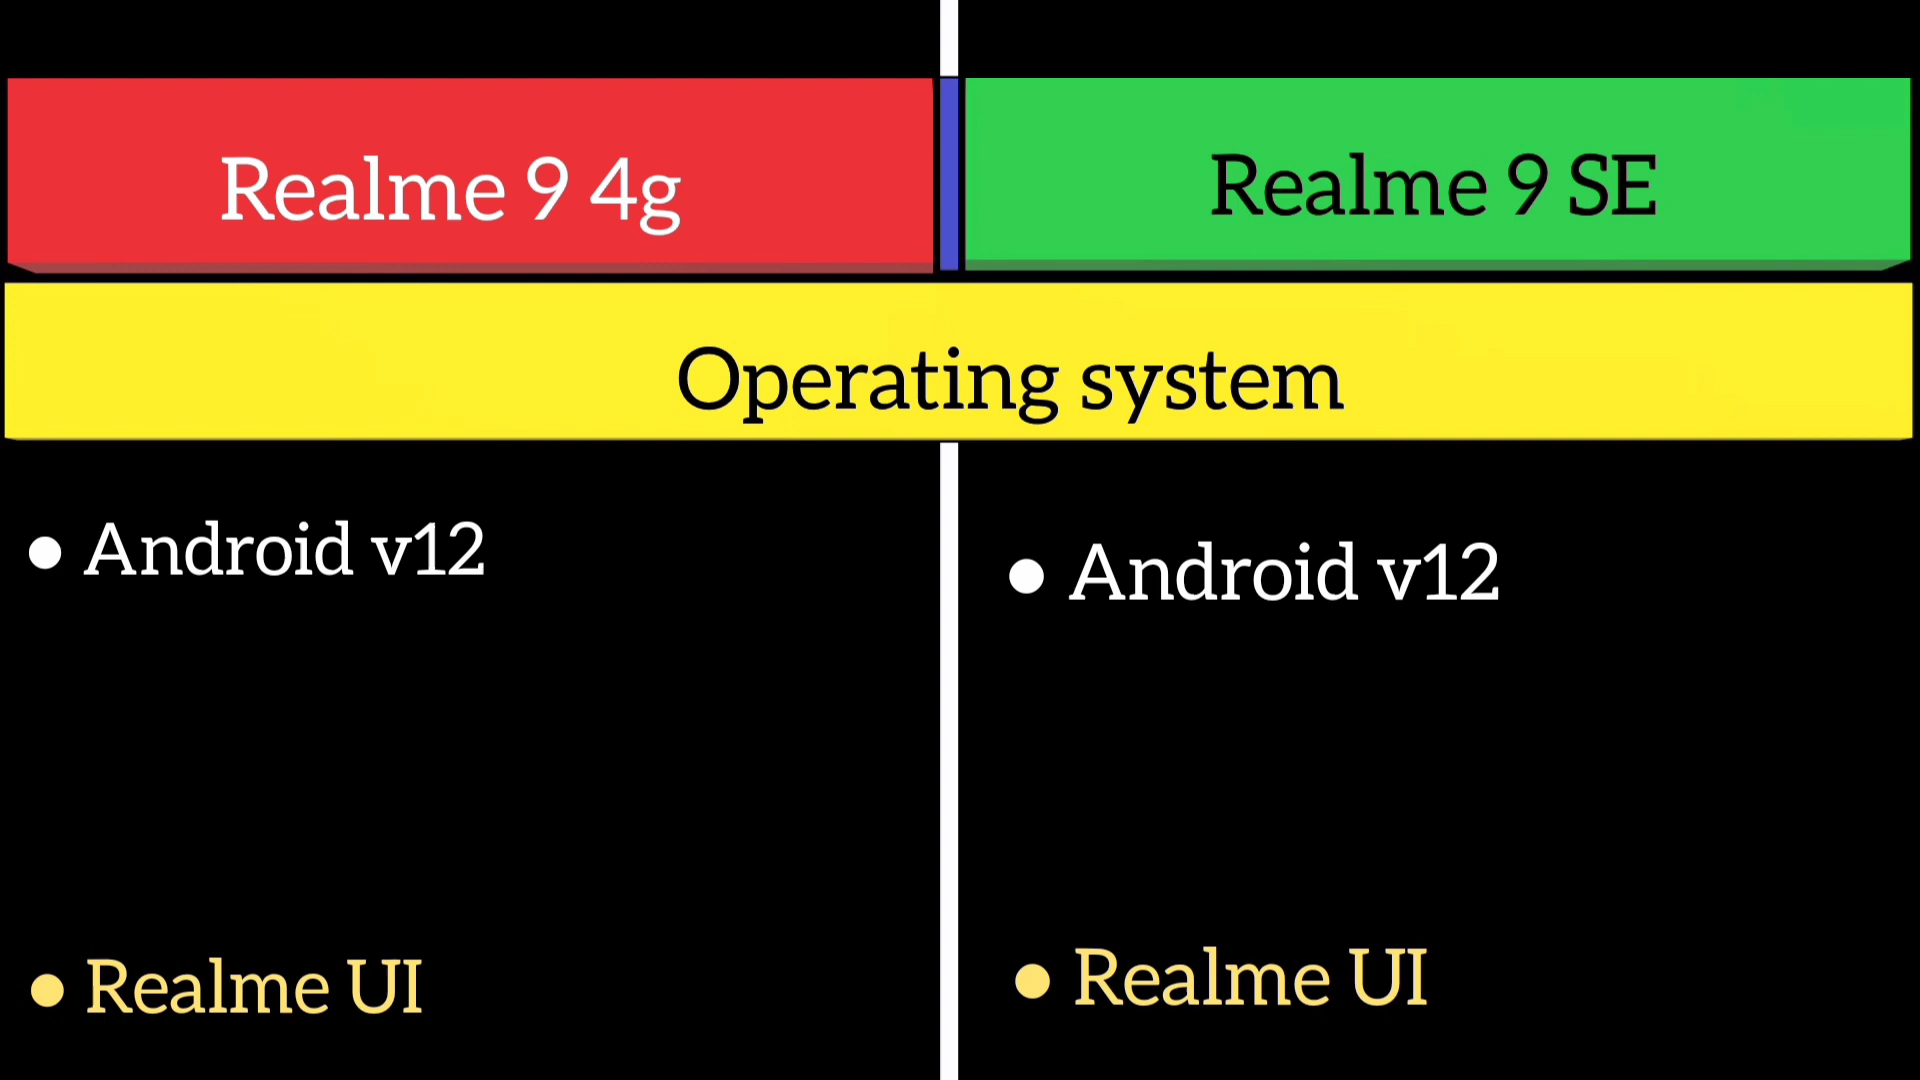 Realme 9 4g
Realme 9 SE
Operating system
• Android v12
• Android v12
• Realme UI
• Realme UI